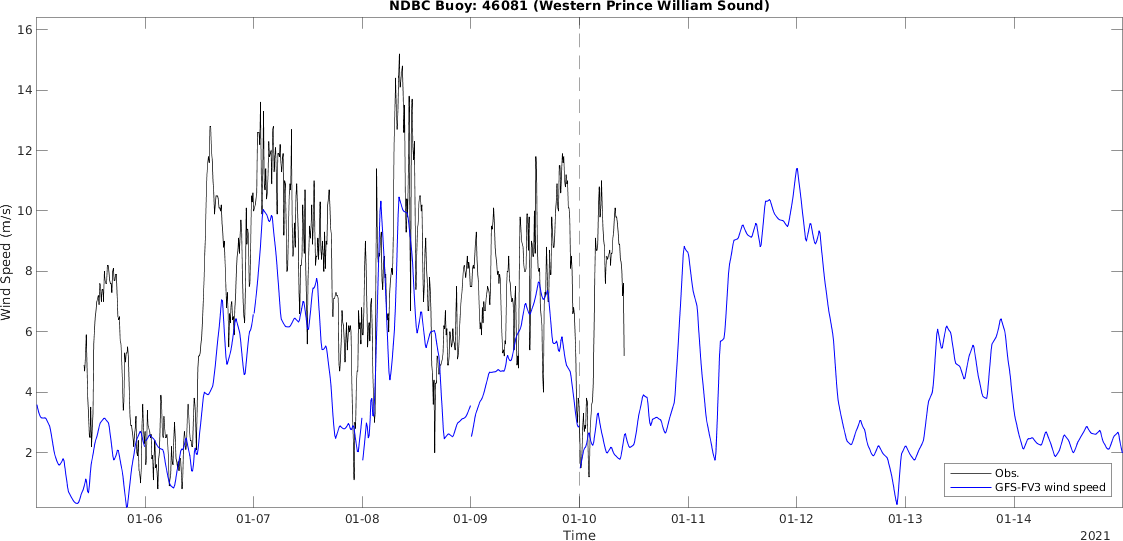 NDBC Buoy: 46081 (Western Prince William Sound)
Wind Speed (m/s)
16
14
12
10
8
6
4
2
Obs.
GFS-FV3 wind speed
01-06 01-07 01-08 01-09 01-10 01-11 01-12 01-13 01-14
Time
2021